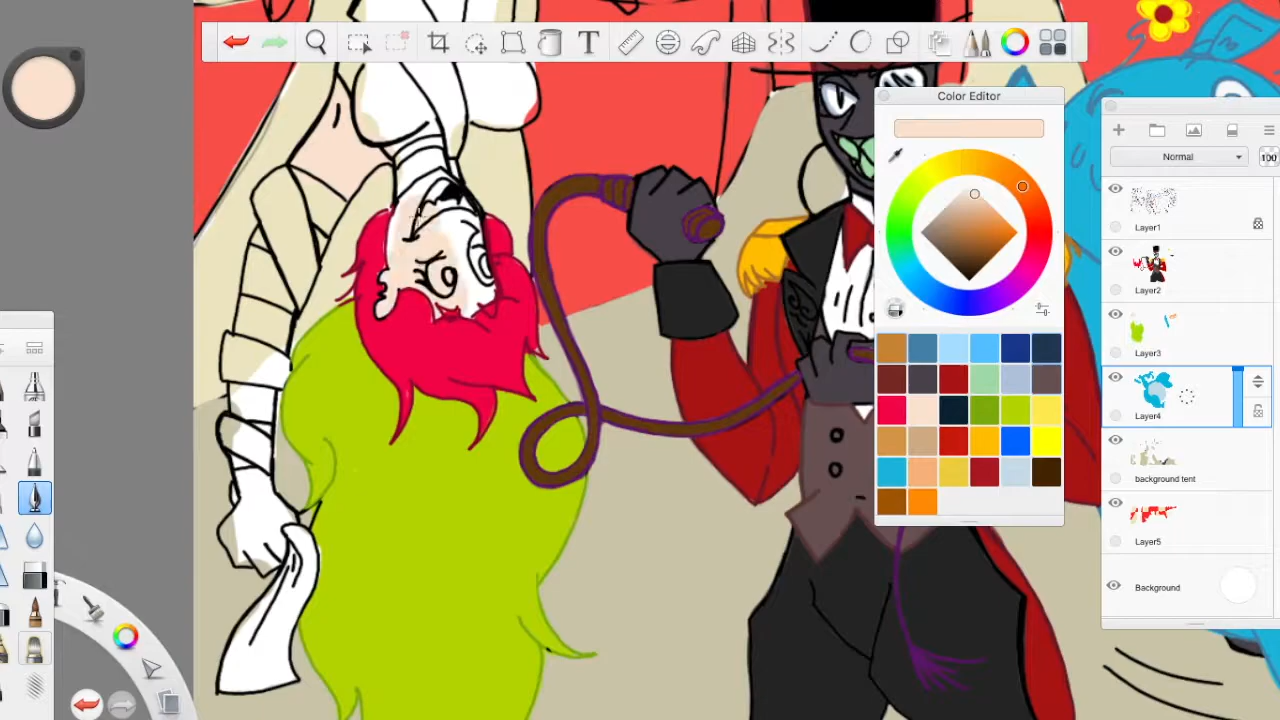 T
Color Editor
Normal
100
Layer1
Layer2
Layer3
Layer4
background tent
Layer5
Background